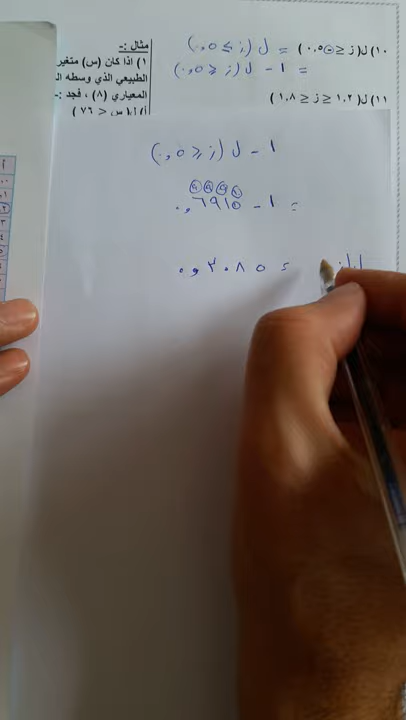 ١٠) ل(ز ≤ -٠.٥) = ل(ز ≥ ٠,٥)
= ١ - ل(ز ≤ ٠,٥)
١١) ل(١.٢ ≤ ز ≤ ١.٨)
مثال :-
١) اذا كان (س) متغير
الطبيعي الذي وسطه
المعياري (٨) ، فجد :-
١ - ل(ز ≤ ٠,٥)
= ١ - ٠,٦٩١٥
٠,٣٠٨٥